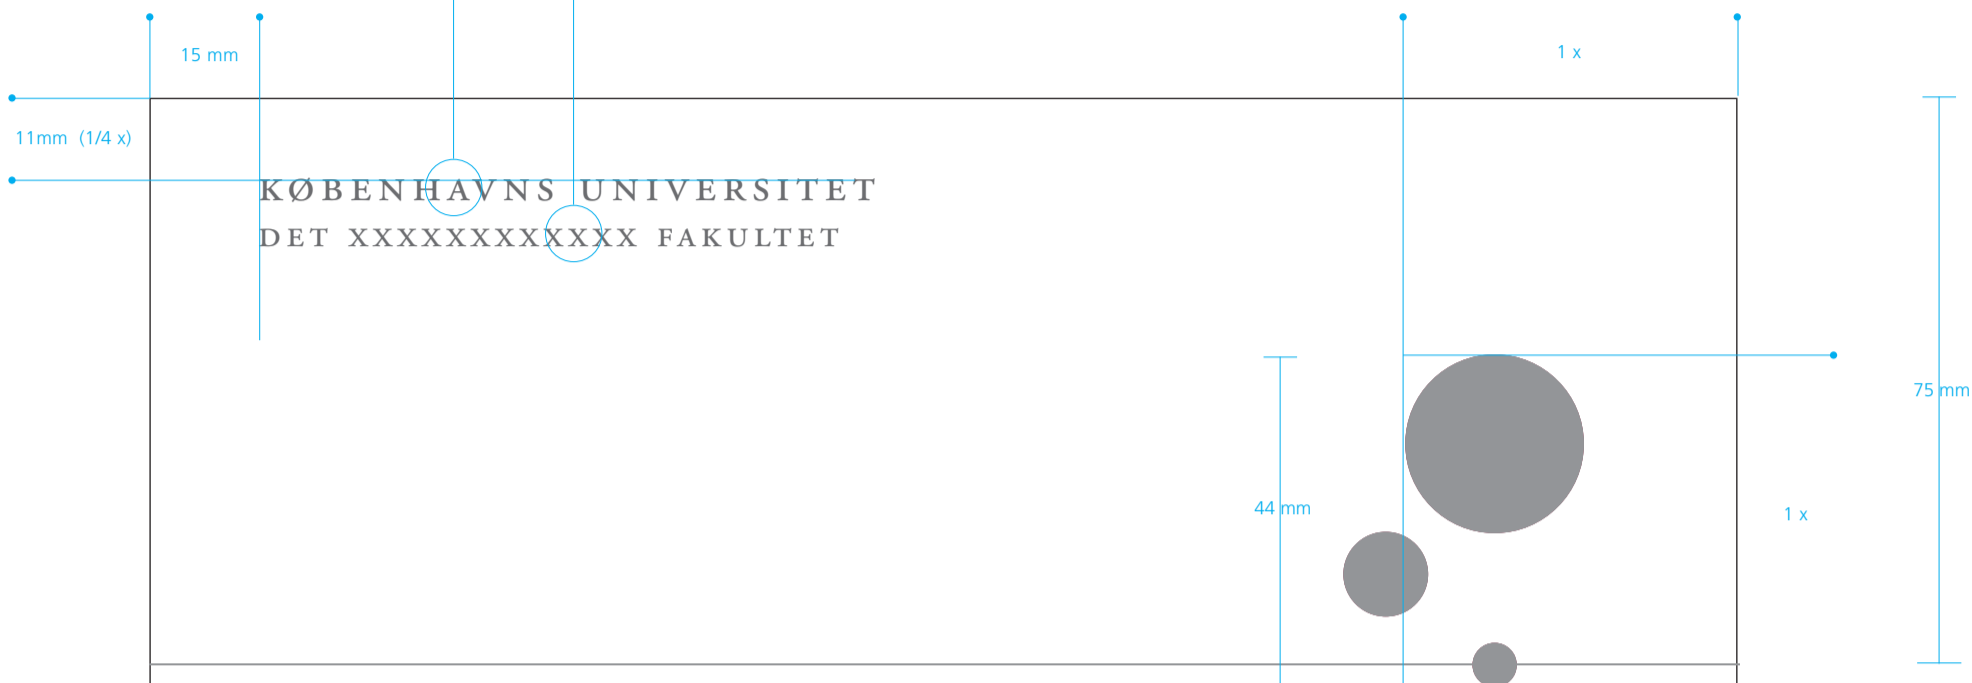 15 mm
1 x
11mm (1/4 x)
KØBENHAVNS UNIVERSITET
DET XXXXXXXXXXXX FAKULTET
75 mm
44 mm
1 x